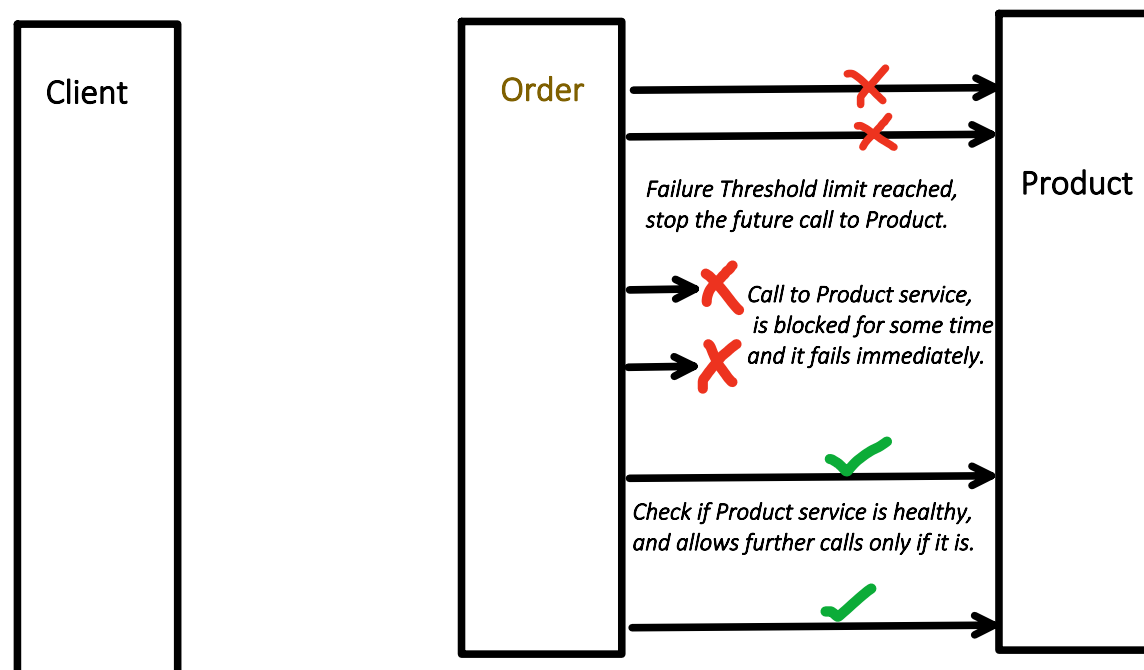 Client
Order
Product
Failure Threshold limit reached,
stop the future call to Product.
Call to Product service,
is blocked for some time
and it fails immediately.
Check if Product service is healthy,
and allows further calls only if it is.